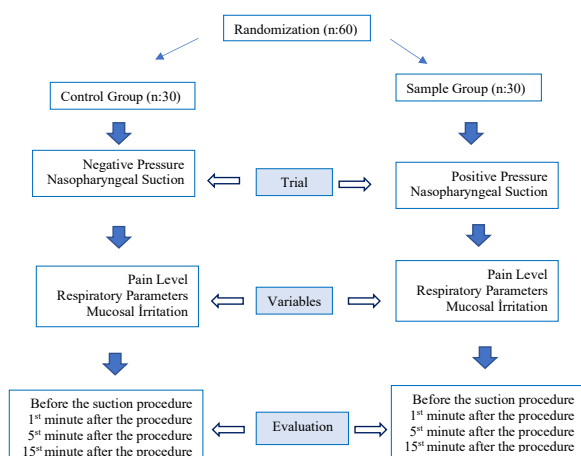 Randomization (n:60)
Control Group (n:30)
Sample Group (n:30)
Negative Pressure
Nasopharyngeal Suction
Trial
Positive Pressure
Nasopharyngeal Suction
Pain Level
Respiratory Parameters
Mucosal İrritation
Variables
Pain Level
Respiratory Parameters
Mucosal İrritation
Before the suction procedure
1st minute after the procedure
5st minute after the procedure
15st minute after the procedure
Evaluation
Before the suction procedure
1st minute after the procedure
5st minute after the procedure
15st minute after the procedure